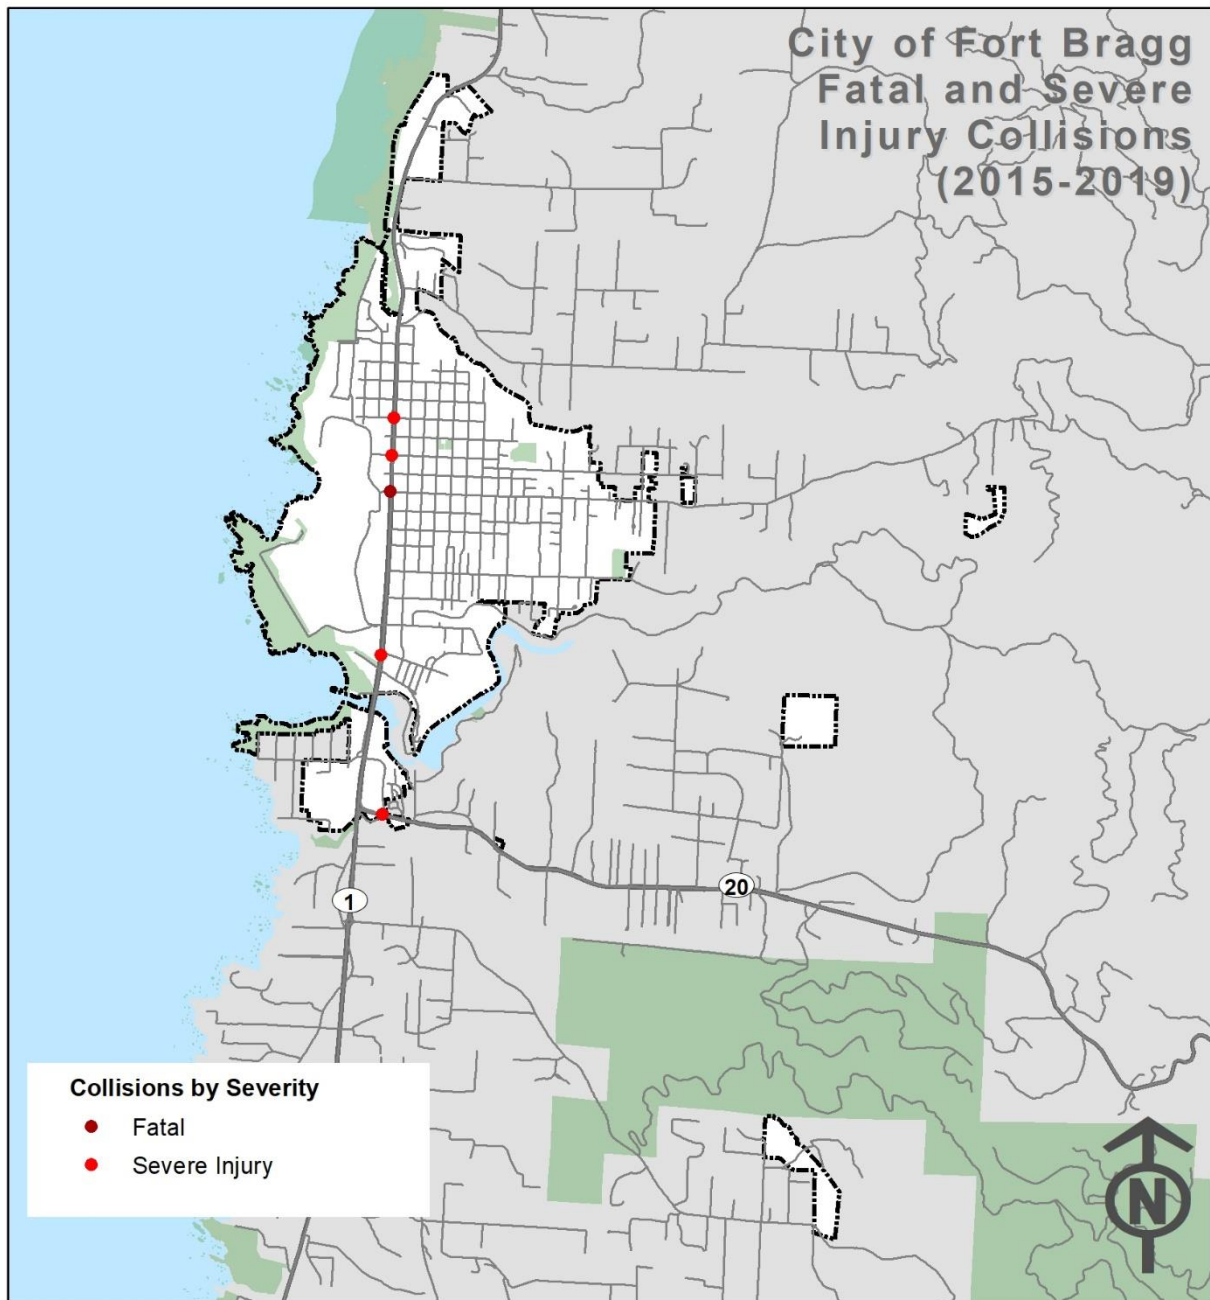 City of Fort Bragg
Fatal and Severe
Injury Collisions
(2015-2019)
20
1
Collisions by Severity
Fatal
Severe Injury
N